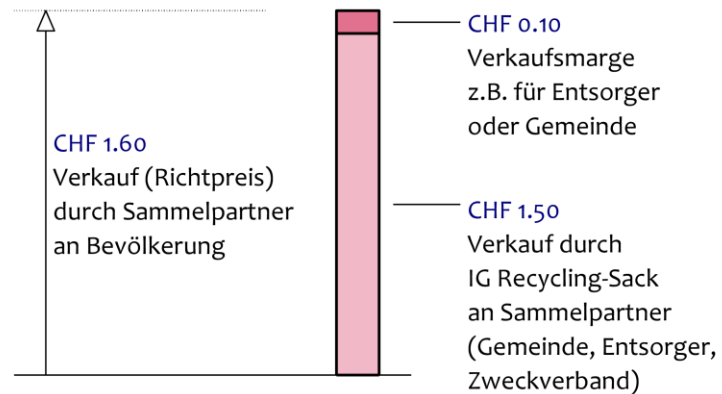 CHF 1.60
Verkauf (Richtpreis)
durch Sammelpartner
an Bevölkerung
CHF 0.10
Verkaufsmarge
z.B. für Entsorger
oder Gemeinde
CHF 1.50
Verkauf durch
IG Recycling-Sack
an Sammelpartner
(Gemeinde, Entsorger,
Zweckverband)